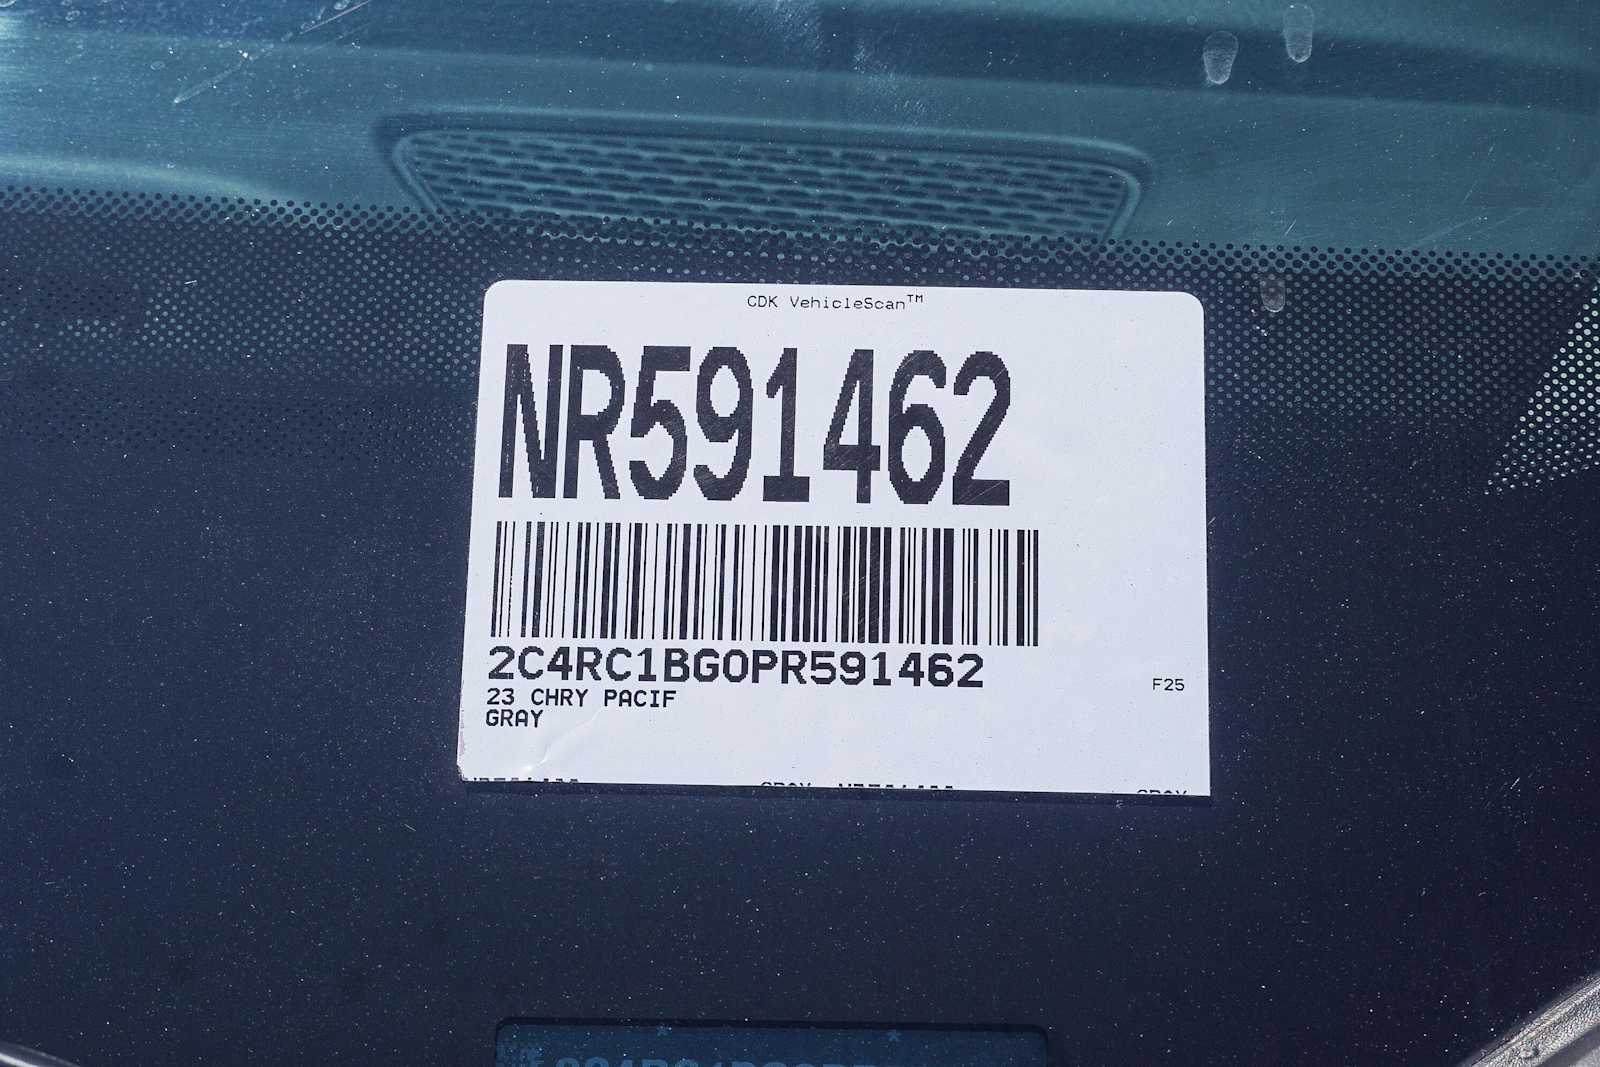 CDK VehicleScan™
NR591462
2C4RC1BG0PR591462
23 CHRY PACIF
F25
GRAY